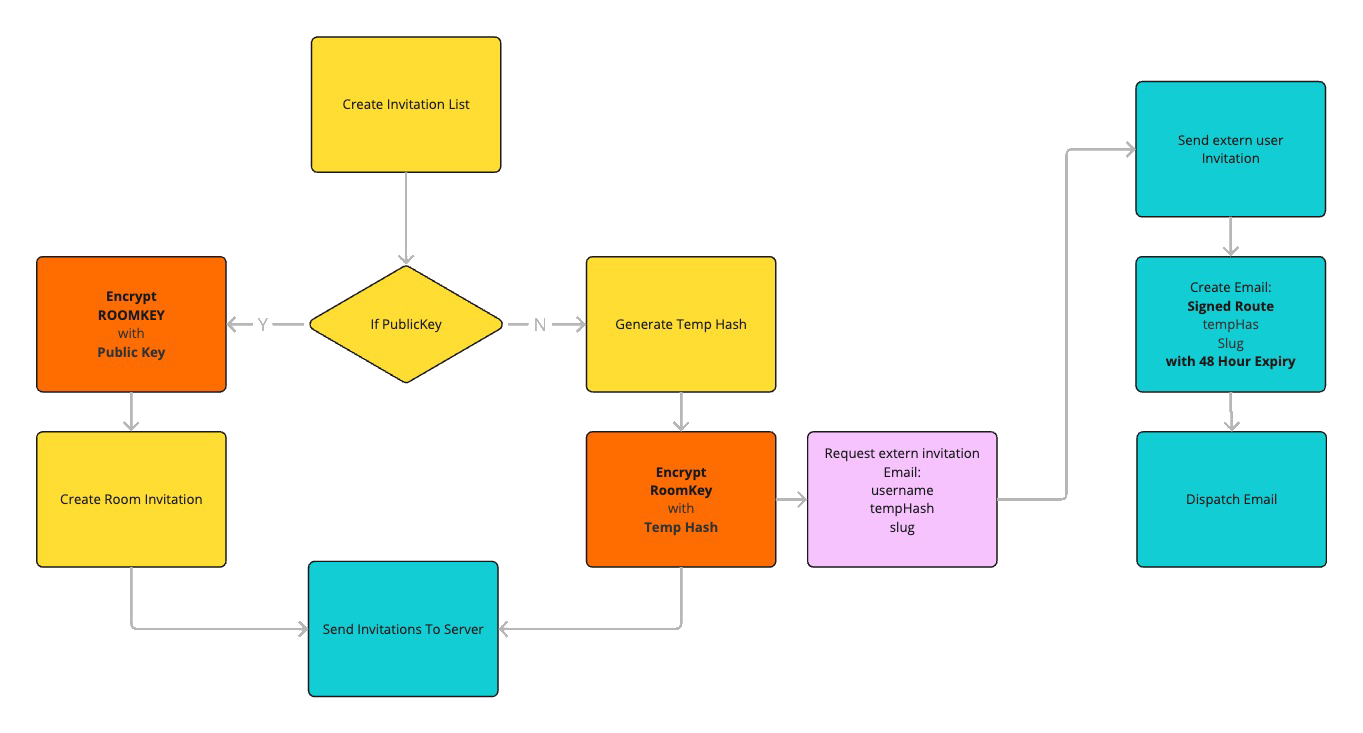 Create Invitation List
If PublicKey
Y
N
Encrypt
ROOMKEY
with
Public Key
Create Room Invitation
Generate Temp Hash
Encrypt
RoomKey
with
Temp Hash
Send Invitations To Server
Request extern invitation
Email:
username
tempHash
slug
Send extern user
Invitation
Create Email:
Signed Route
tempHas
Slug
with 48 Hour Expiry
Dispatch Email